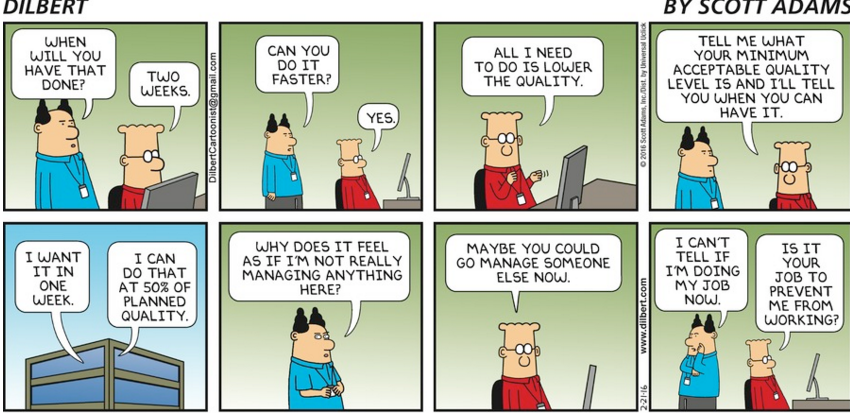 DILBERT
BY SCOTT ADAMS
WHEN
WILL YOU
HAVE THAT
DONE?
TWO
WEEKS.
DilbertCartoonist@gmail.com
CAN YOU
DO IT
FASTER?
YES.
ALL I NEED
TO DO IS LOWER
THE QUALITY.
© 2016 Scott Adams, Inc./Dist. by Universal Uclick
TELL ME WHAT
YOUR MINIMUM
ACCEPTABLE QUALITY
LEVEL IS AND I'LL TELL
YOU WHEN YOU CAN
HAVE IT.
I WANT
IT IN
ONE
WEEK.
I CAN
DO THAT
AT 50% OF
PLANNED
QUALITY.
WHY DOES IT FEEL
AS IF I'M NOT REALLY
MANAGING ANYTHING
HERE?
MAYBE YOU COULD
GO MANAGE SOMEONE
ELSE NOW.
2-21-16
www.dilbert.com
I CAN'T
TELL IF
I'M DOING
MY JOB
NOW.
IS IT
YOUR
JOB TO
PREVENT
ME FROM
WORKING?